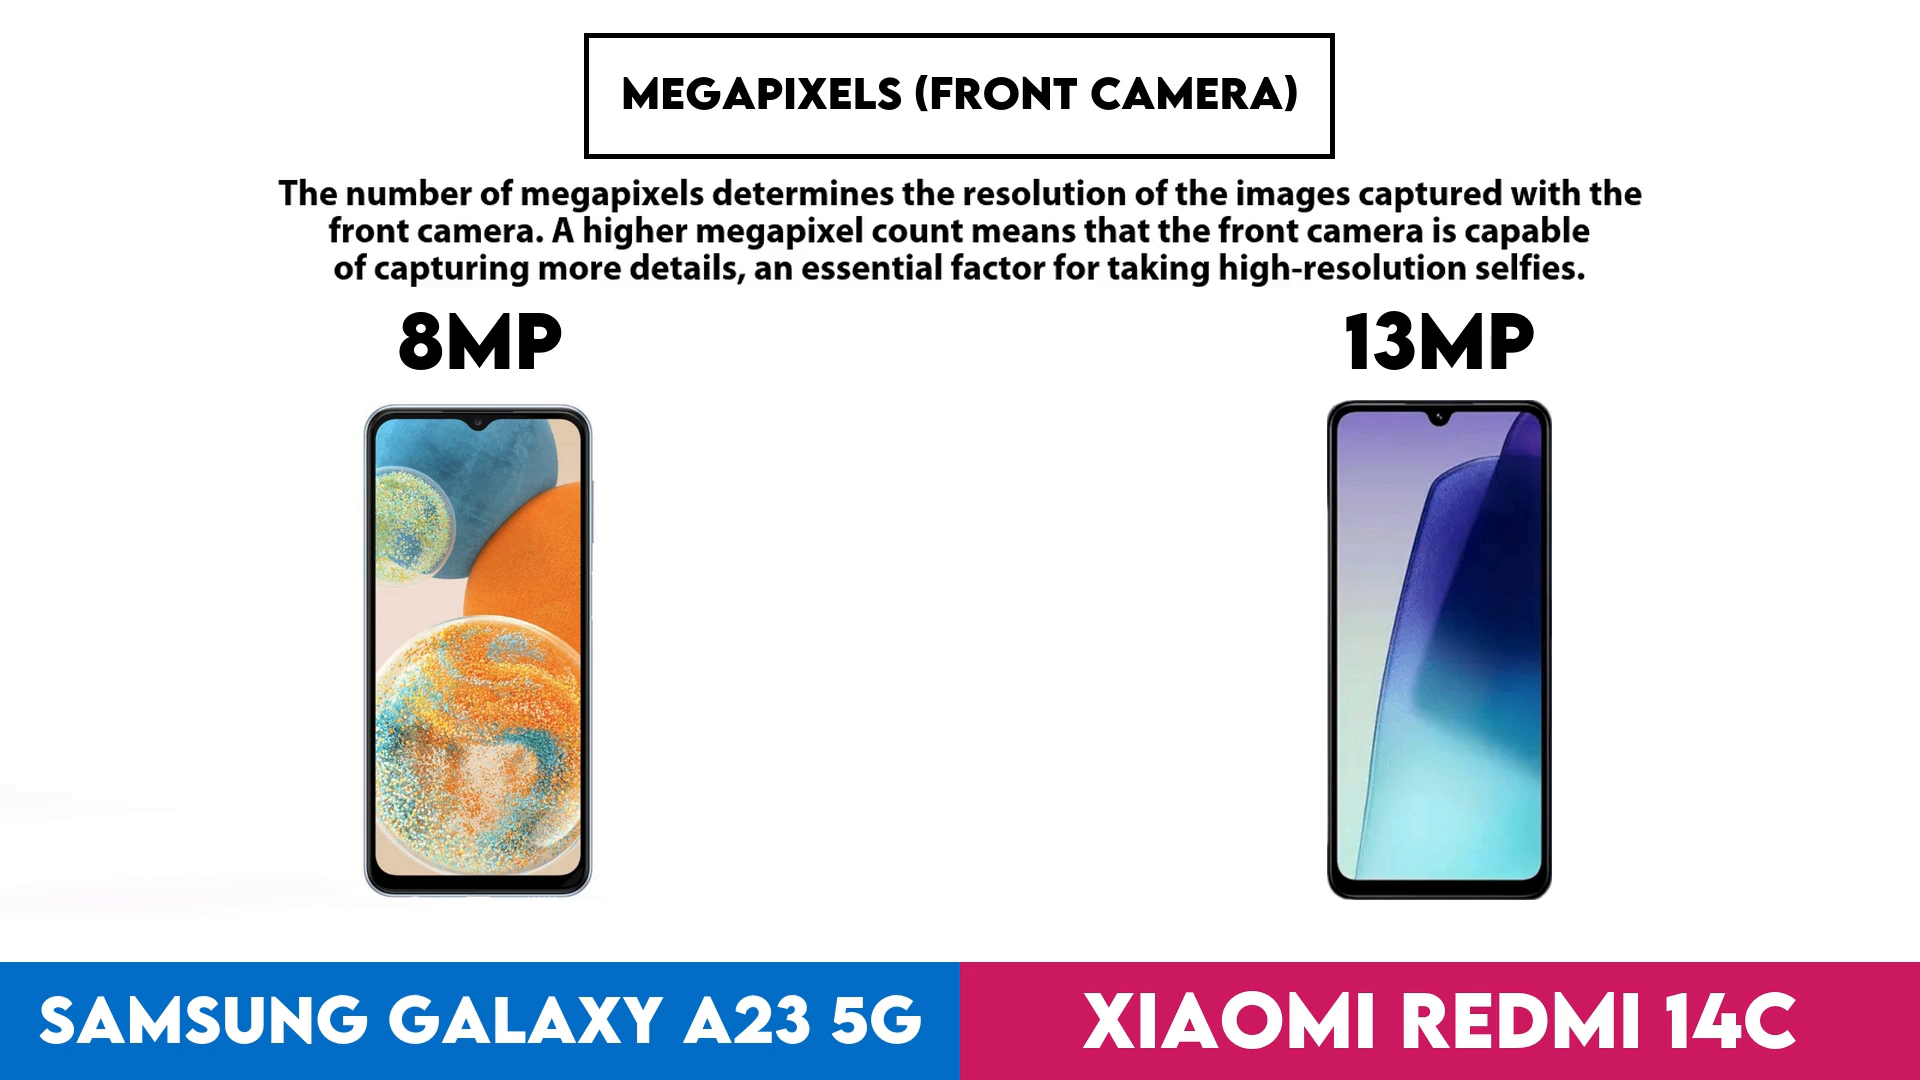 MEGAPIXELS (FRONT CAMERA)
The number of megapixels determines the resolution of the images captured with the
front camera. A higher megapixel count means that the front camera is capable
of capturing more details, an essential factor for taking high-resolution selfies.
8MP
13MP
SAMSUNG GALAXY A23 5G
XIAOMI REDMI 14C